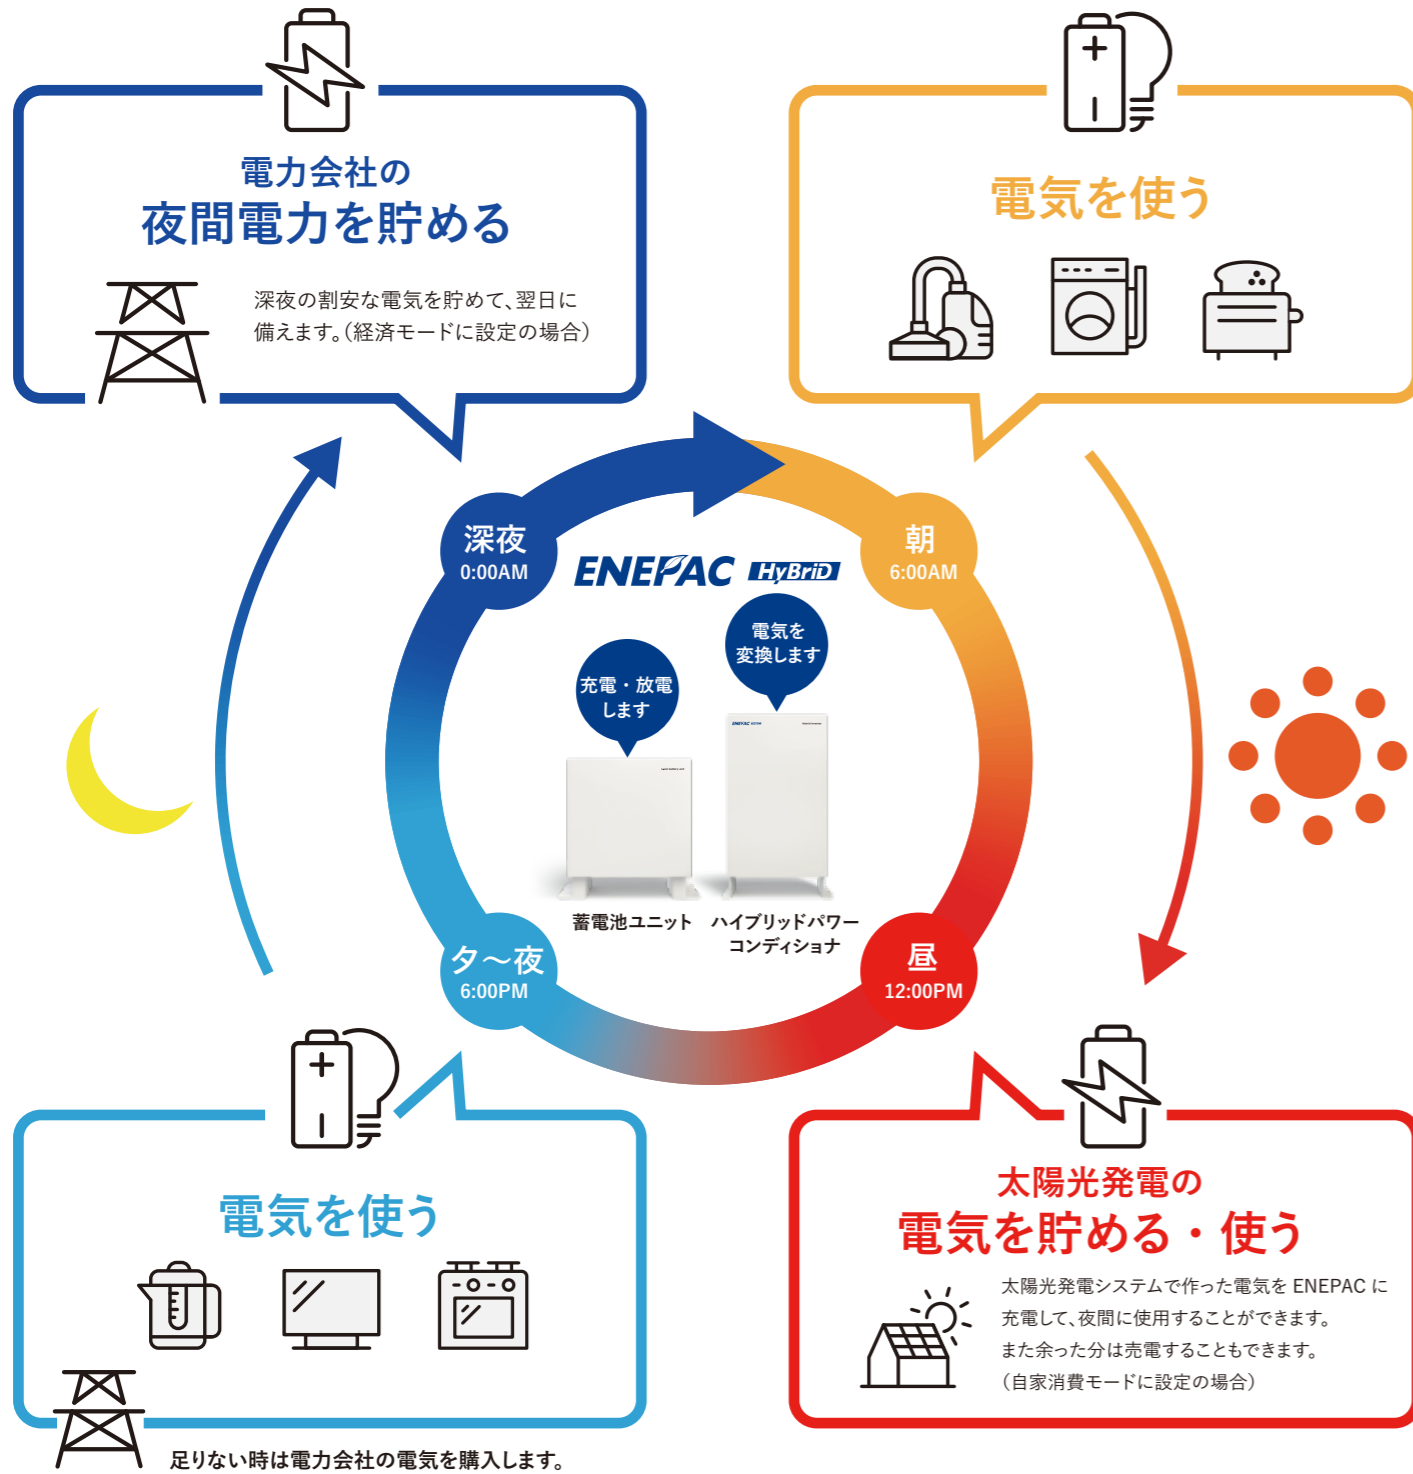 電力会社の
夜間電力を貯める
深夜の割安な電気を貯めて、翌日に
備えます。(経済モードに設定の場合)
電気を使う
深夜
0:00AM
朝
6:00AM
ENEPAC HyBriD
電気を
変換します
充電・放電
します
蓄電池ユニット
ハイブリッドパワー
コンディショナ
夕〜夜
6:00PM
昼
12:00PM
電気を使う
足りない時は電力会社の電気を購入します。
太陽光発電の
電気を貯める・使う
太陽光発電システムで作った電気を ENEPAC に
充電して、夜間に使用することができます。
また余った分は売電することもできます。
(自家消費モードに設定の場合)